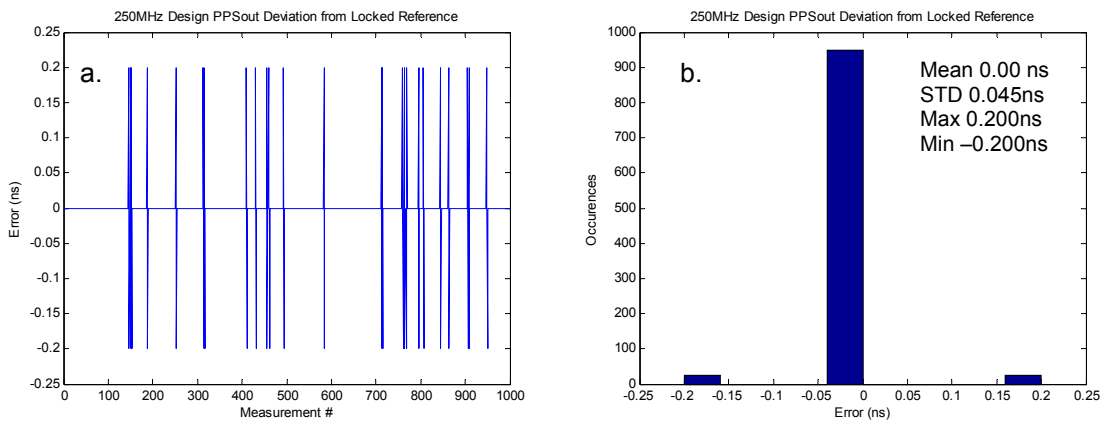 250MHz Design PPSout Deviation from Locked Reference
a.
0.25
0.2
0.15
0.1
0.05
0
-0.05
-0.1
-0.15
-0.2
-0.25
Error (ns)
0 100 200 300 400 500 600 700 800 900 1000
Measurement #
250MHz Design PPSout Deviation from Locked Reference
b.
Mean 0.00 ns
STD 0.045ns
Max 0.200ns
Min –0.200ns
1000
900
800
700
600
500
400
300
200
100
0
Occurences
-0.25 -0.2 -0.15 -0.1 -0.05 0 0.05 0.1 0.15 0.2 0.25
Error (ns)